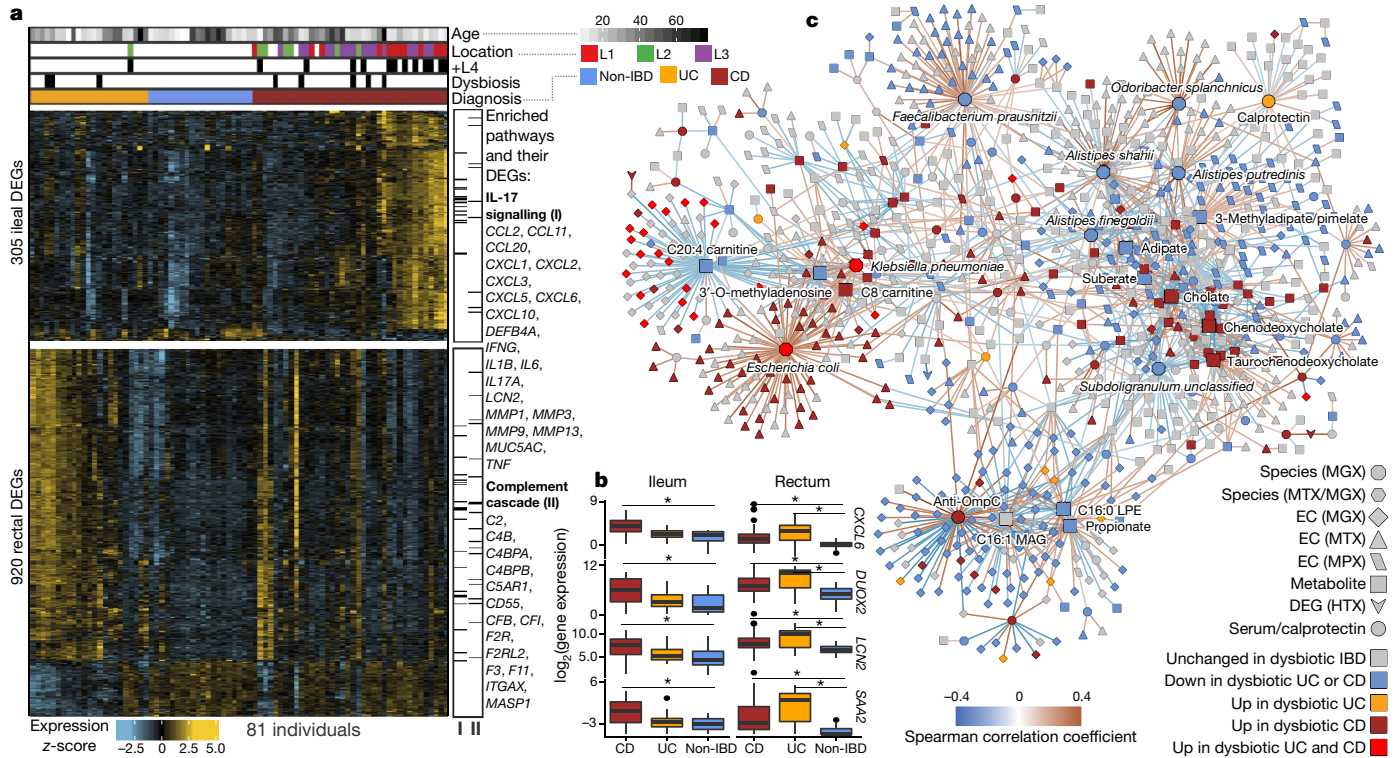 a
Age
Location
+L4
Dysbiosis
Diagnosis
20 40 60
L1 L2 L3
Non-IBD UC CD
305 ileal DEGs
920 rectal DEGs
Enriched
pathways
and their
DEGs:
IL-17
signalling (I)
CCL2, CCL11,
CCL20,
CXCL1, CXCL2,
CXCL3,
CXCL5, CXCL6,
CXCL10,
DEFB4A,
IFNG,
IL1B, IL6,
IL17A,
LCN2,
MMP1, MMP3,
MMP9, MMP13,
MUC5AC,
TNF
Complement
cascade (II)
C2,
C4B,
C4BPA,
C4BPB,
C5AR1,
CD55,
CFB, CFI,
F2R,
F2RL2,
F3, F11,
ITGAX,
MASP1
I II
Expression
z-score
−2.5 0 2.5 5.0
81 individuals
b
Ileum Rectum
log2(gene expression)
9
0
12
0
10.0
5.0
6
−3
* * *
* * *
* * *
* * *
CXCL6
DUOX2
LCN2
SAA2
CD UC Non-IBD CD UC Non-IBD
c
Faecalibacterium prausnitzii
Odoribacter splanchnicus
Calprotectin
Alistipes shahii
Alistipes putredinis
Alistipes finegoldii
3-Methyladipate/pimelate
Adipate
Suberate
Cholate
Chenodeoxycholate
Taurochenodeoxycholate
Subdoligranulum unclassified
C20:4 carnitine
Klebsiella pneumoniae
3′-O-methyladenosine
C8 carnitine
Escherichia coli
Anti-OmpC
C16:0 LPE
Propionate
C16:1 MAG
Species (MGX)
Species (MTX/MGX)
EC (MGX)
EC (MTX)
EC (MPX)
Metabolite
DEG (HTX)
Serum/calprotectin
Unchanged in dysbiotic IBD
Down in dysbiotic UC or CD
Up in dysbiotic UC
Up in dysbiotic CD
Up in dysbiotic UC and CD
−0.4 0 0.4
Spearman correlation coefficient